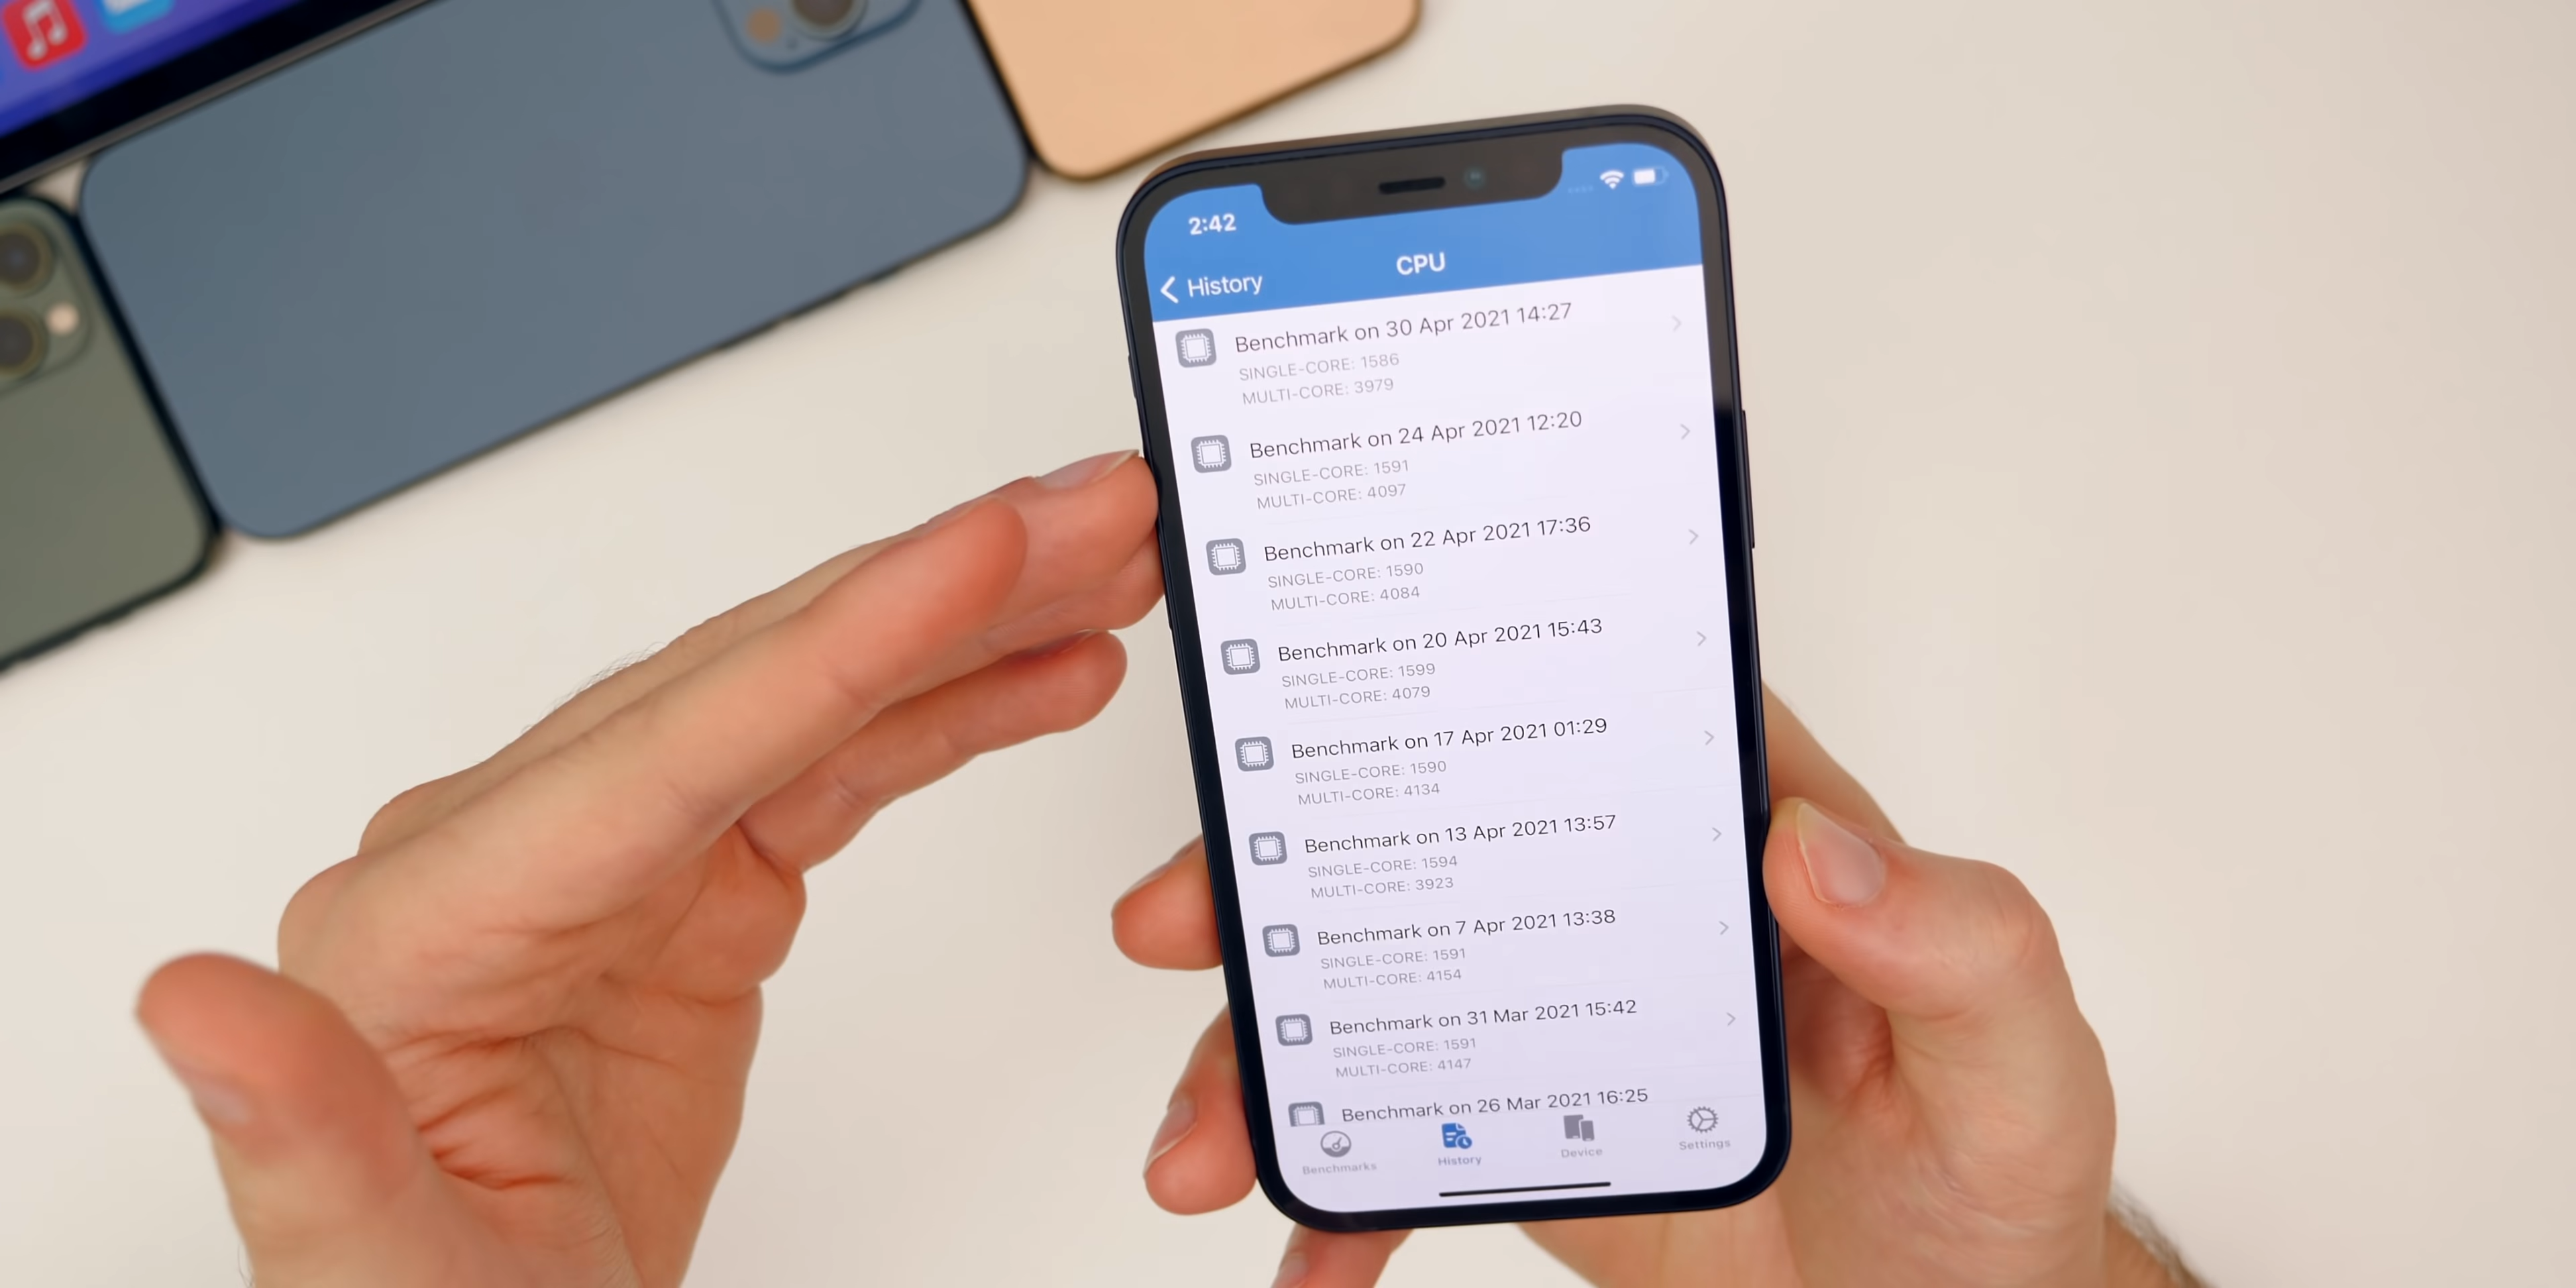 2:42
History
CPU
Benchmark on 30 Apr 2021 14:27
SINGLE-CORE: 1586
MULTI-CORE: 3979
Benchmark on 24 Apr 2021 12:20
SINGLE-CORE: 1591
MULTI-CORE: 4097
Benchmark on 22 Apr 2021 17:36
SINGLE-CORE: 1590
MULTI-CORE: 4084
Benchmark on 20 Apr 2021 15:43
SINGLE-CORE: 1599
MULTI-CORE: 4079
Benchmark on 17 Apr 2021 01:29
SINGLE-CORE: 1590
MULTI-CORE: 4134
Benchmark on 13 Apr 2021 13:57
SINGLE-CORE: 1594
MULTI-CORE: 3923
Benchmark on 7 Apr 2021 13:38
SINGLE-CORE: 1591
MULTI-CORE: 4154
Benchmark on 31 Mar 2021 15:42
SINGLE-CORE: 1591
MULTI-CORE: 4147
Benchmark on 26 Mar 2021 16:25
Benchmarks
History
Device
Settings